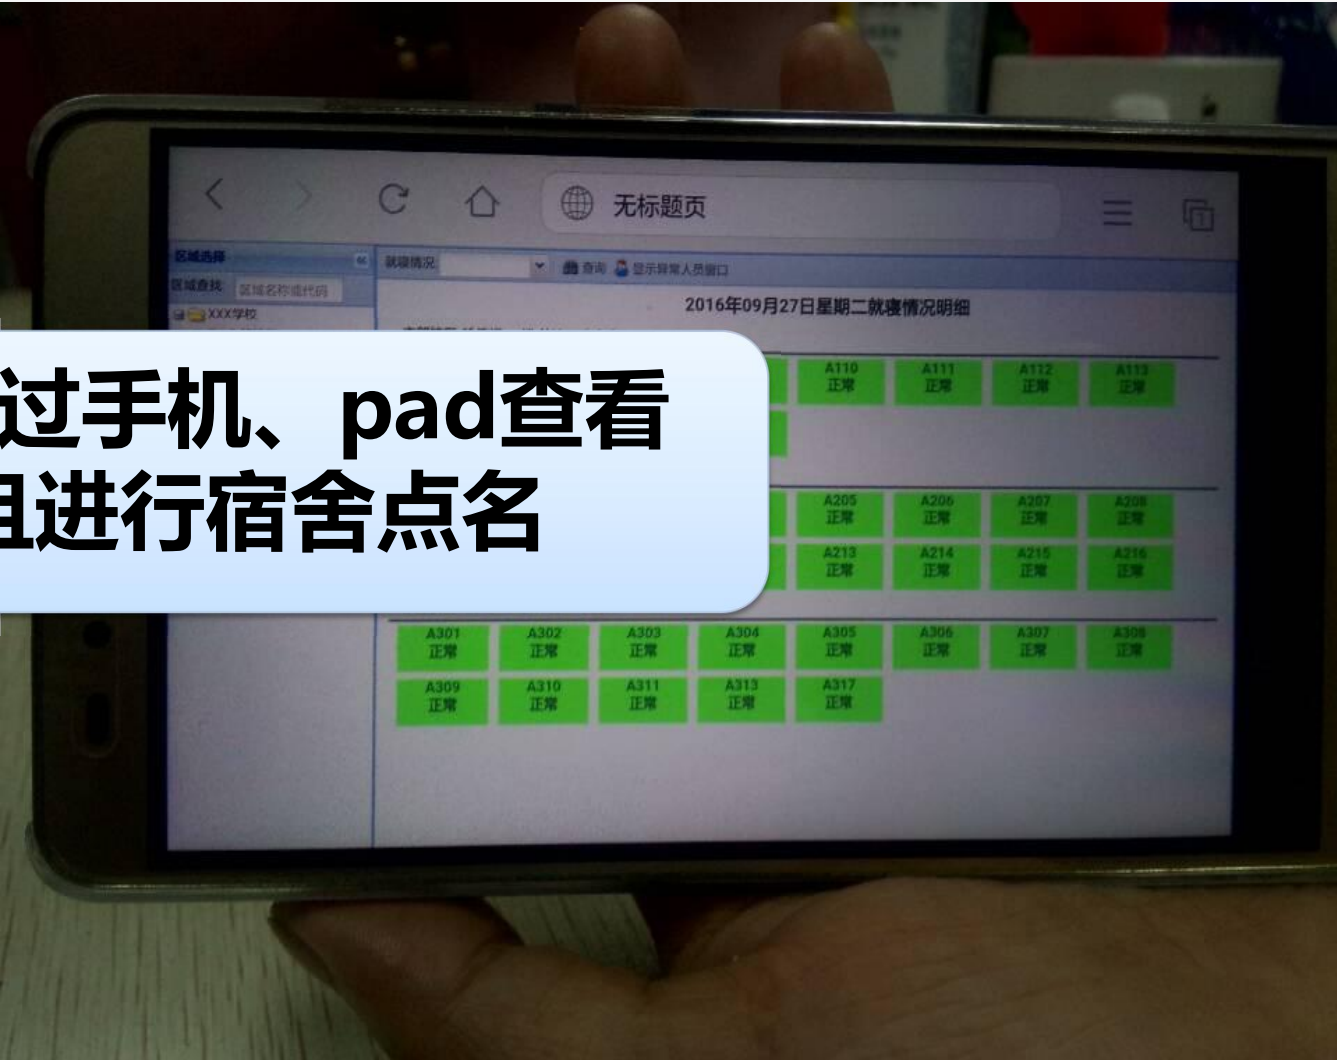 无标题页
1
区域选择
就寝情况
查询
显示异常人员窗口
区域查找
区域名称或代码
2016年09月27日星期二就寝情况明细
XXX学校
过手机、pad查看
进行宿舍点名
A110 A111 A112 A113
正常 正常 正常 正常
A205 A206 A207 A208
正常 正常 正常 正常
A213 A214 A215 A216
正常 正常 正常 正常
A301 A302 A303 A304 A305 A306 A307 A308
正常 正常 正常 正常 正常 正常 正常 正常
A309 A310 A311 A313 A317
正常 正常 正常 正常 正常